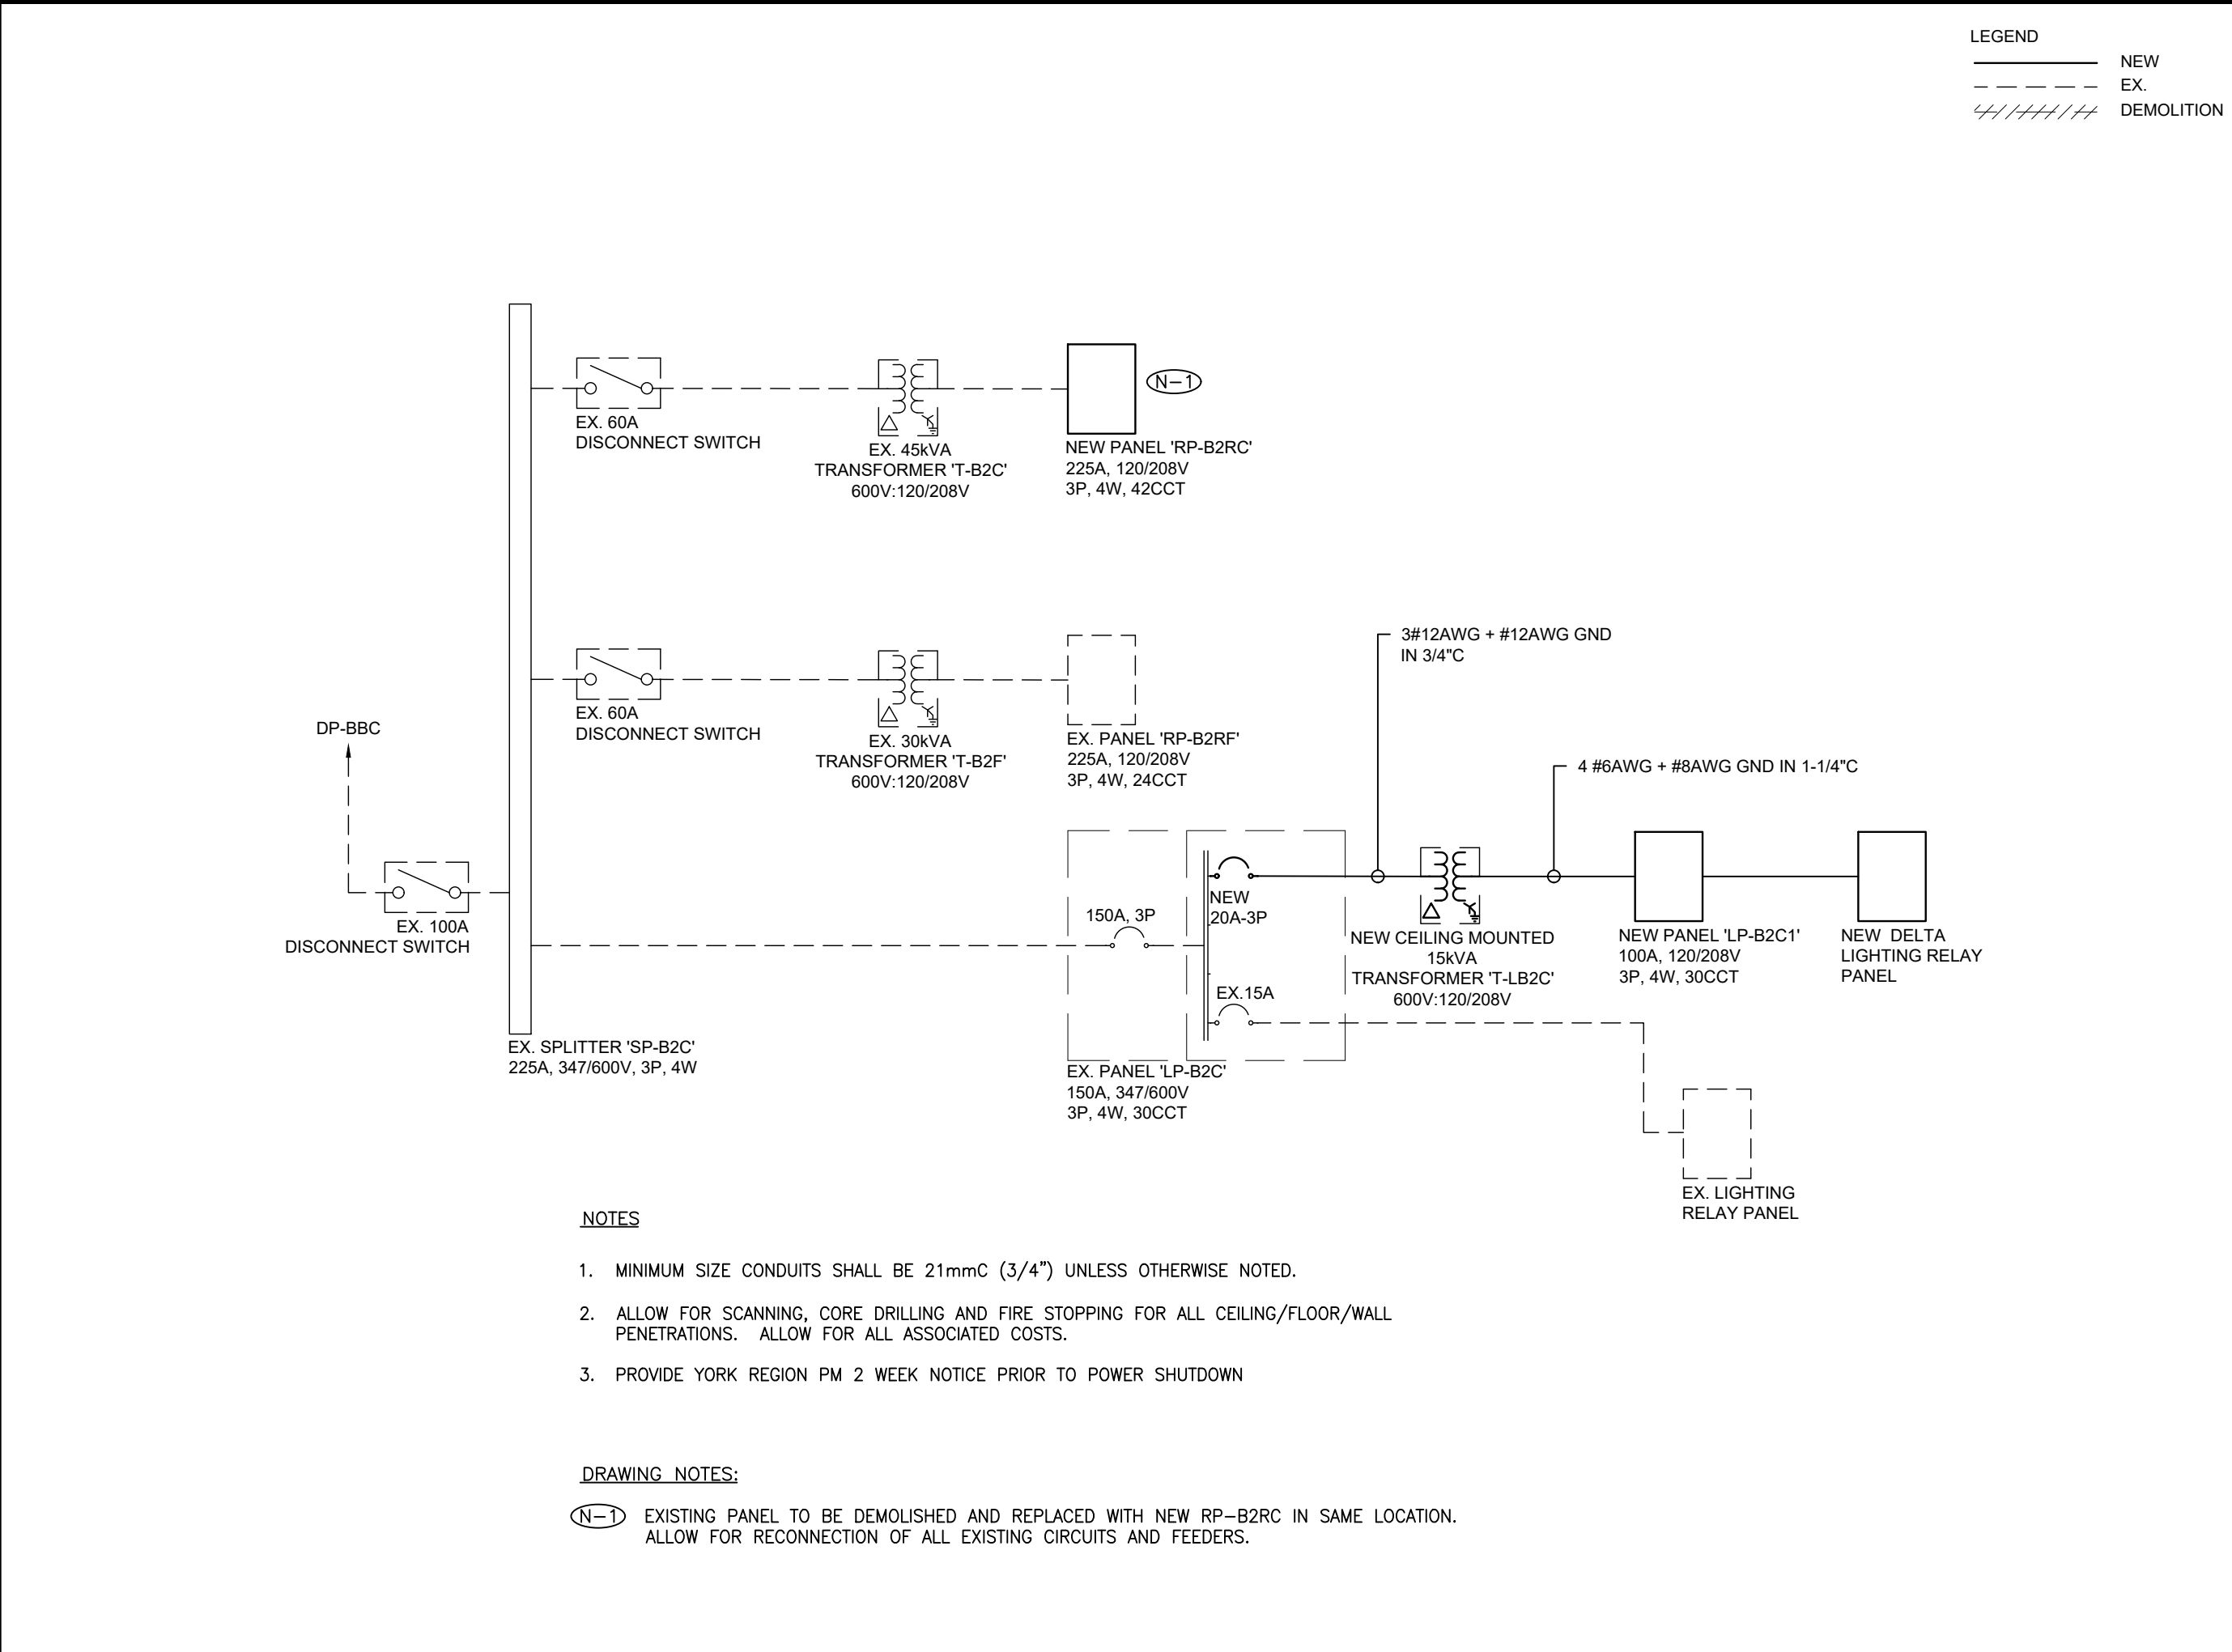 LEGEND
NEW
EX.
DEMOLITION
N-1
EX. 60A
DISCONNECT SWITCH
EX. 45kVA
TRANSFORMER 'T-B2C'
600V:120/208V
NEW PANEL 'RP-B2RC'
225A, 120/208V
3P, 4W, 42CCT
3#12AWG + #12AWG GND
IN 3/4"C
EX. 60A
DISCONNECT SWITCH
EX. 30kVA
TRANSFORMER 'T-B2F'
600V:120/208V
EX. PANEL 'RP-B2RF'
225A, 120/208V
3P, 4W, 24CCT
4 #6AWG + #8AWG GND IN 1-1/4"C
DP-BBC
EX. 100A
DISCONNECT SWITCH
150A, 3P
NEW
20A-3P
EX.15A
NEW CEILING MOUNTED
15kVA
TRANSFORMER 'T-LB2C'
600V:120/208V
NEW PANEL 'LP-B2C1'
100A, 120/208V
3P, 4W, 30CCT
NEW DELTA
LIGHTING RELAY
PANEL
EX. SPLITTER 'SP-B2C'
225A, 347/600V, 3P, 4W
EX. PANEL 'LP-B2C'
150A, 347/600V
3P, 4W, 30CCT
EX. LIGHTING
RELAY PANEL
NOTES
1. MINIMUM SIZE CONDUITS SHALL BE 21mmC (3/4") UNLESS OTHERWISE NOTED.
2. ALLOW FOR SCANNING, CORE DRILLING AND FIRE STOPPING FOR ALL CEILING/FLOOR/WALL
PENETRATIONS. ALLOW FOR ALL ASSOCIATED COSTS.
3. PROVIDE YORK REGION PM 2 WEEK NOTICE PRIOR TO POWER SHUTDOWN
DRAWING NOTES:
N-1 EXISTING PANEL TO BE DEMOLISHED AND REPLACED WITH NEW RP-B2RC IN SAME LOCATION.
ALLOW FOR RECONNECTION OF ALL EXISTING CIRCUITS AND FEEDERS.